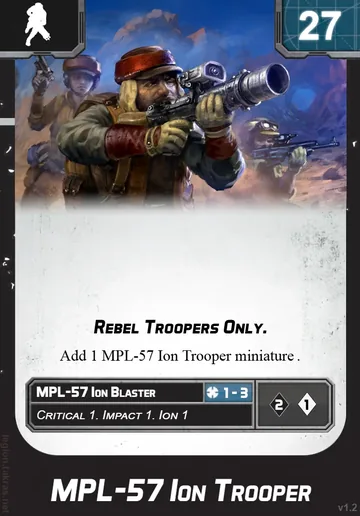 27
Rebel Troopers Only.
Add 1 MPL-57 Ion Trooper miniature .
MPL-57 Ion Blaster 1 - 3
Critical 1. Impact 1. Ion 1
2 1
MPL-57 Ion Trooper
v1.2